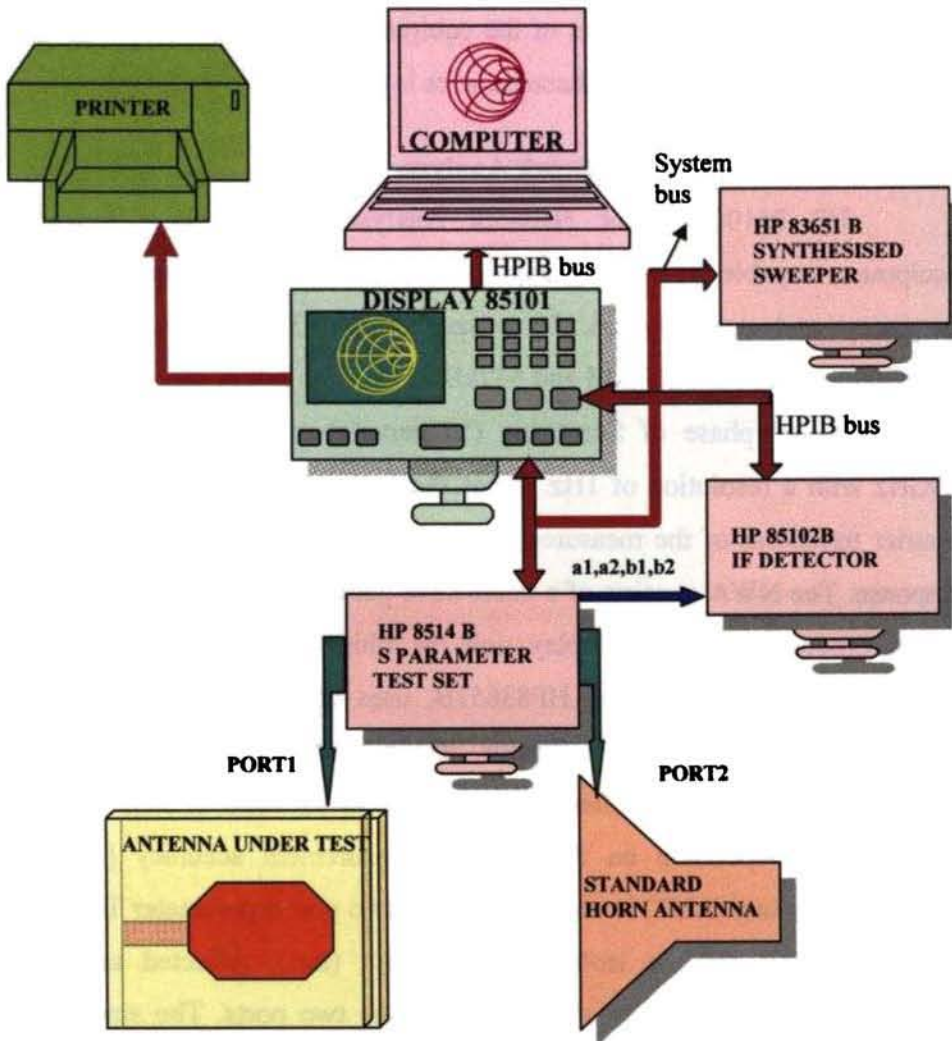 PRINTER
COMPUTER
System
bus
HP 83651 B
SYNTHESISED
SWEEPER
HPIB bus
DISPLAY 85101
HPIB bus
HP 85102B
IF DETECTOR
a1,a2,b1,b2
HP 8514 B
S PARAMETER
TEST SET
PORT1
PORT2
ANTENNA UNDER TEST
STANDARD
HORN ANTENNA